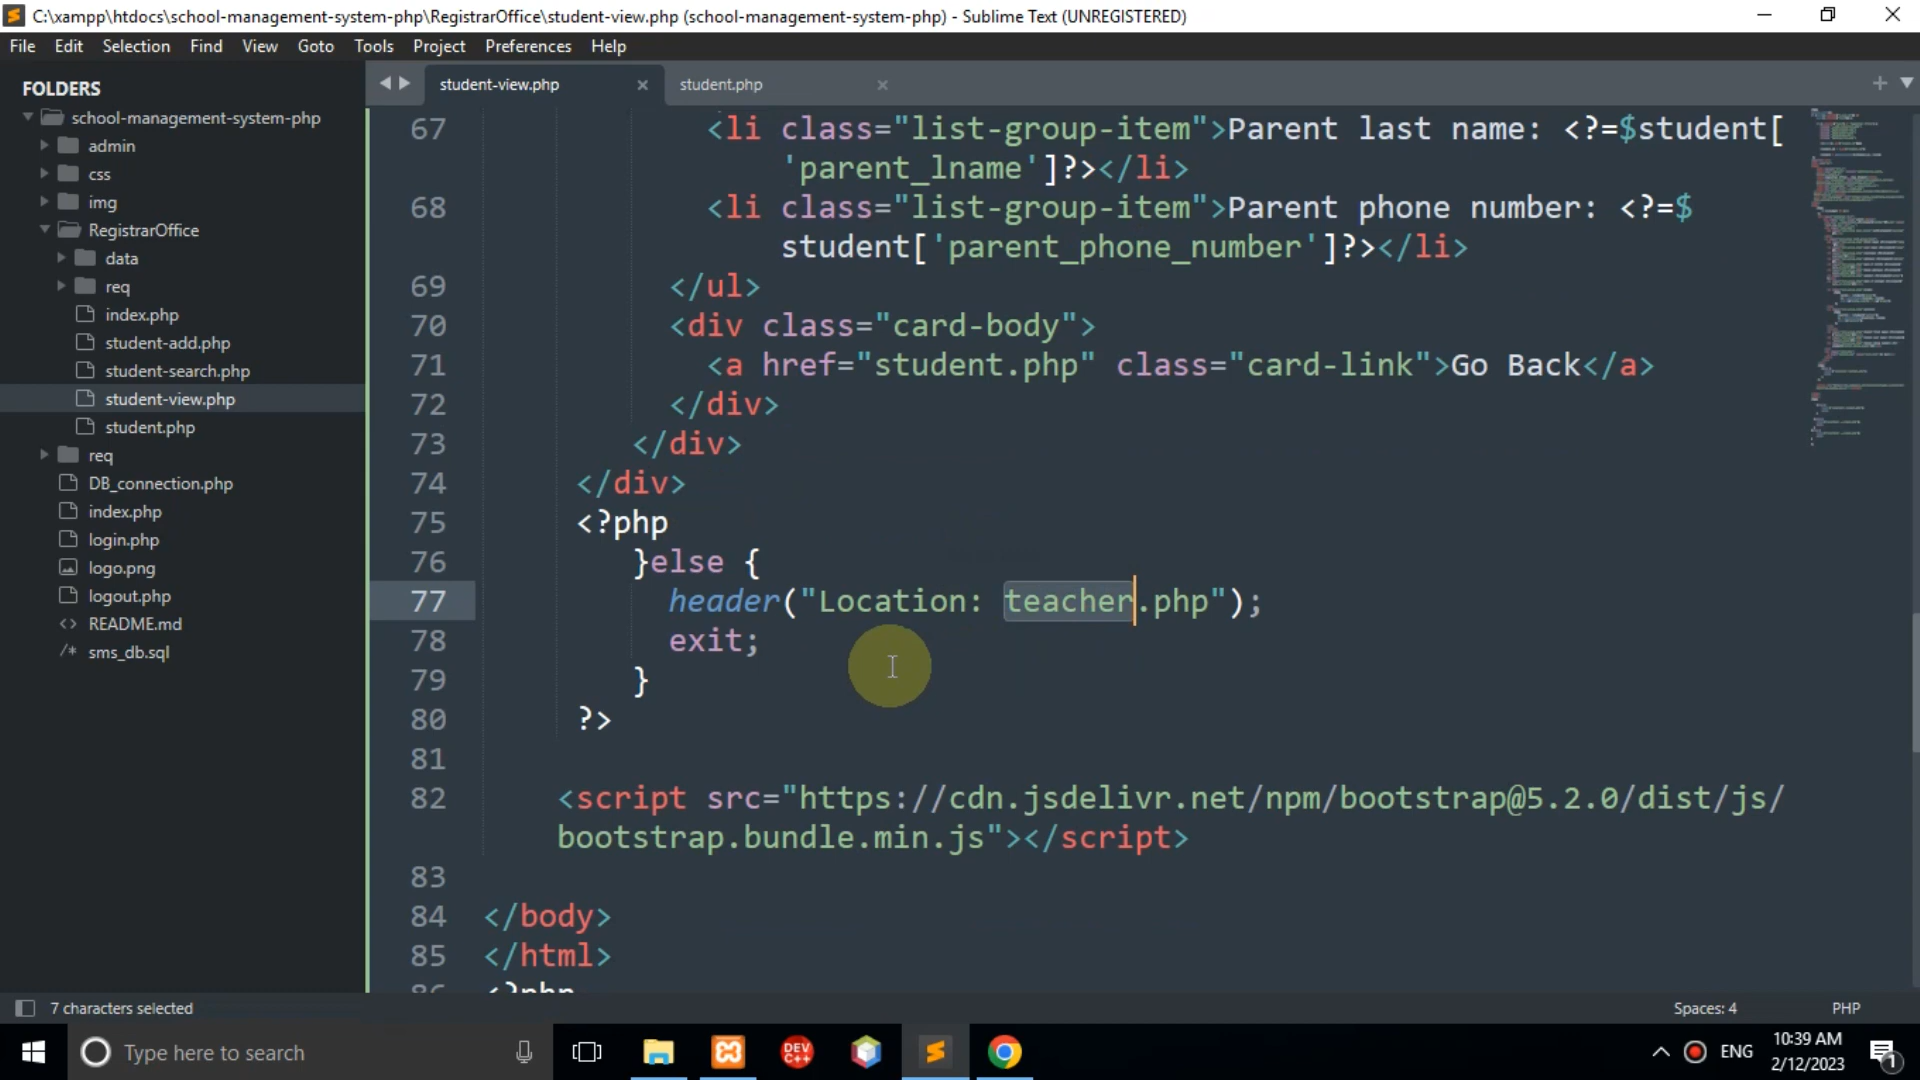 C:\xampp\htdocs\school-management-system-php\RegistrarOffice\student-view.php (school-management-system-php) - Sublime Text (UNREGISTERED)
File Edit Selection Find View Goto Tools Project Preferences Help
FOLDERS
school-management-system-php
admin
css
img
RegistrarOffice
data
req
index.php
student-add.php
student-search.php
student-view.php
student.php
req
DB_connection.php
index.php
login.php
logo.png
logout.php
<> README.md
/* sms_db.sql
student-view.php × student.php ×
67 <li class="list-group-item">Parent last name: <?=$student[
'parent_lname']?></li>
68 <li class="list-group-item">Parent phone number: <?=$
student['parent_phone_number']?></li>
69 </ul>
70 <div class="card-body">
71 <a href="student.php" class="card-link">Go Back</a>
72 </div>
73 </div>
74 </div>
75 <?php
76 }else {
77 header("Location: teacher.php");
78 exit;
79 }
80 ?>
81
82 <script src="https://cdn.jsdelivr.net/npm/bootstrap@5.2.0/dist/js/
bootstrap.bundle.min.js"></script>
83
84 </body>
85 </html>
86 <?php
7 characters selected Spaces: 4 PHP
Type here to search
DEV C++
ENG
10:39 AM
2/12/2023
1